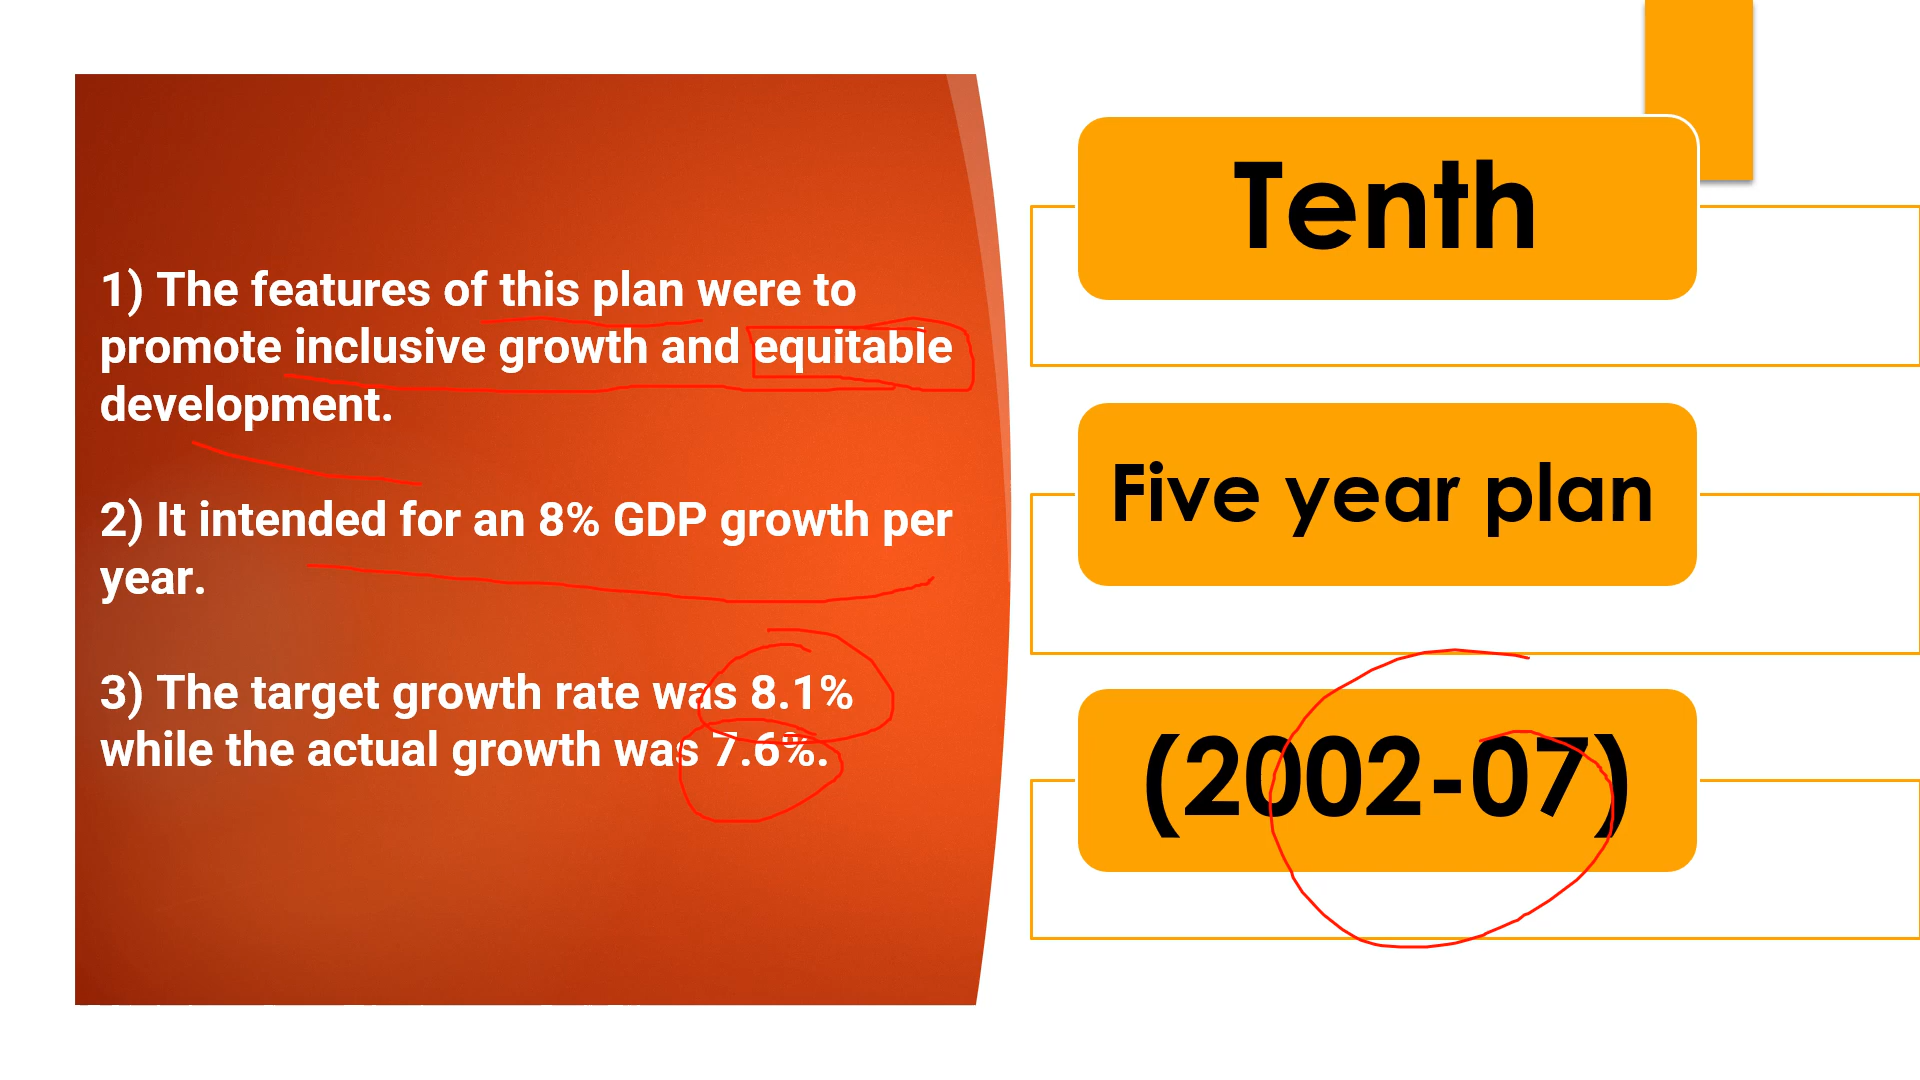 1) The features of this plan were to
promote inclusive growth and equitable
development.
2) It intended for an 8% GDP growth per
year.
3) The target growth rate was 8.1%
while the actual growth was 7.6%.
Tenth
Five year plan
(2002-07)